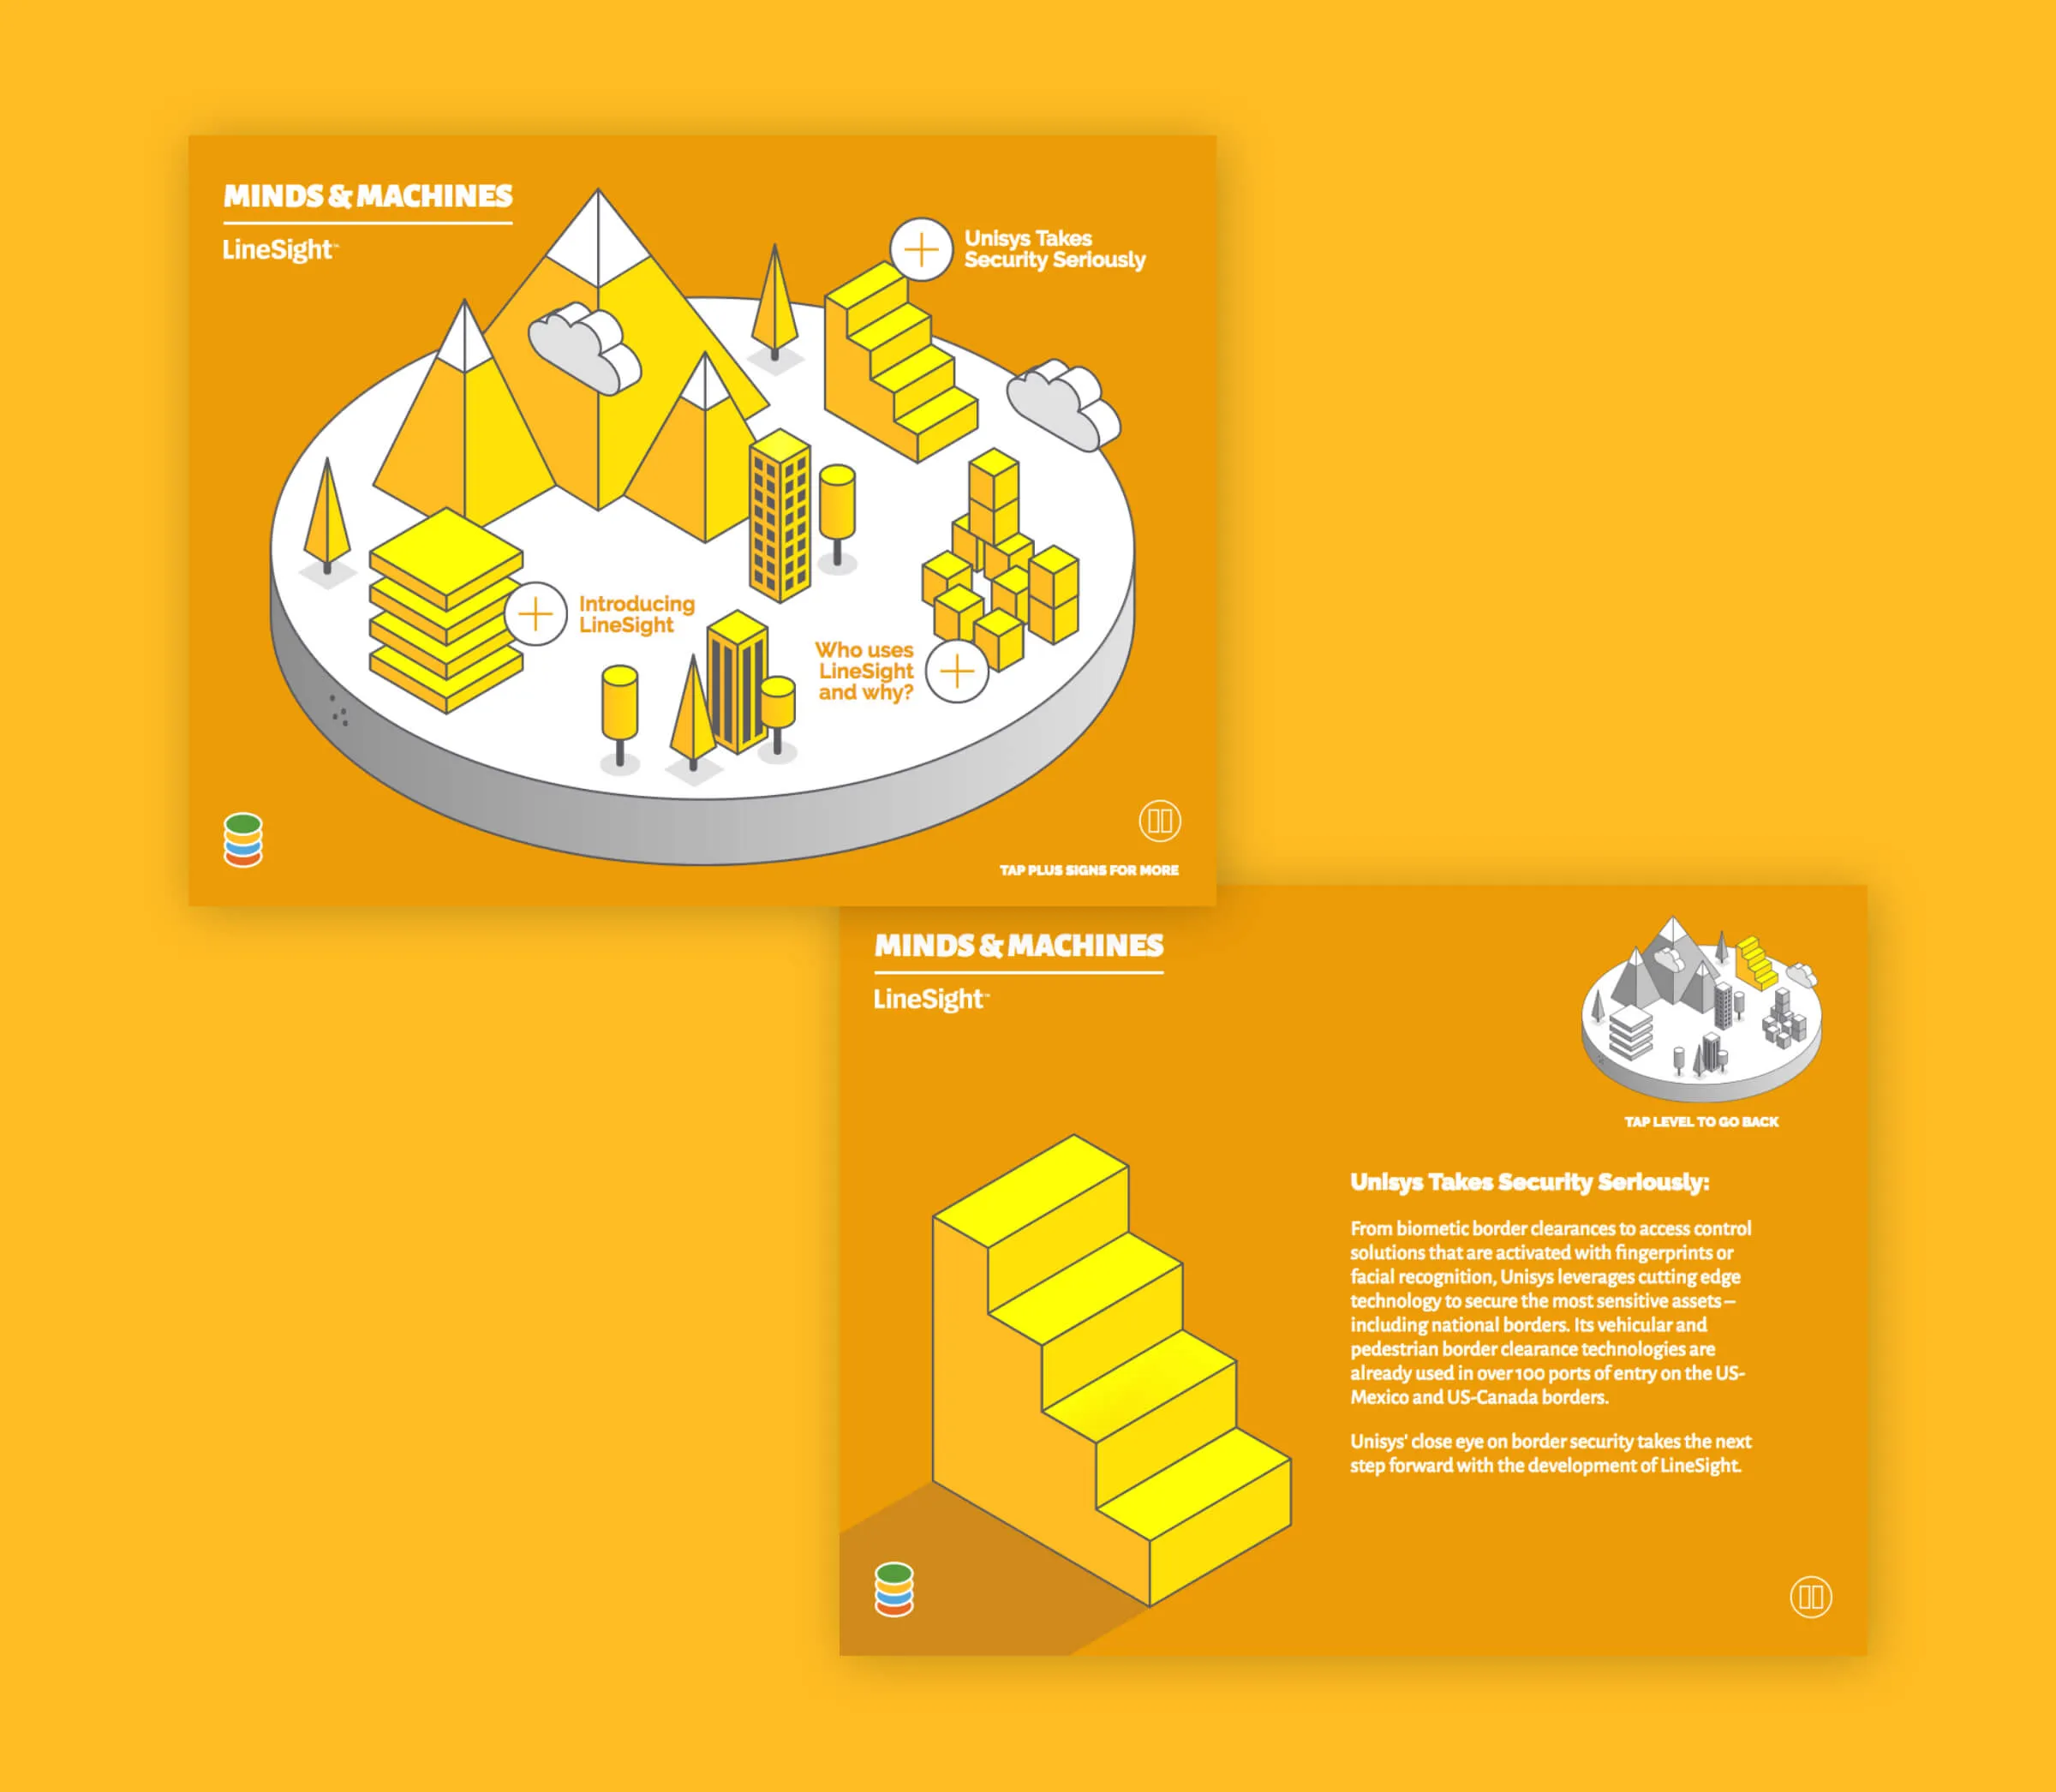 MINDS & MACHINES
LineSight™
Unisys Takes
Security Seriously
Introducing
LineSight
Who uses
LineSight
and why?
TAP PLUS SIGNS FOR MORE
MINDS & MACHINES
LineSight™
TAP LEVEL TO GO BACK
Unisys Takes Security Seriously:
From biometic border clearances to access control
solutions that are activated with fingerprints or
facial recognition, Unisys leverages cutting edge
technology to secure the most sensitive assets –
including national borders. Its vehicular and
pedestrian border clearance technologies are
already used in over 100 ports of entry on the US-
Mexico and US-Canada borders.
Unisys' close eye on border security takes the next
step forward with the development of LineSight.